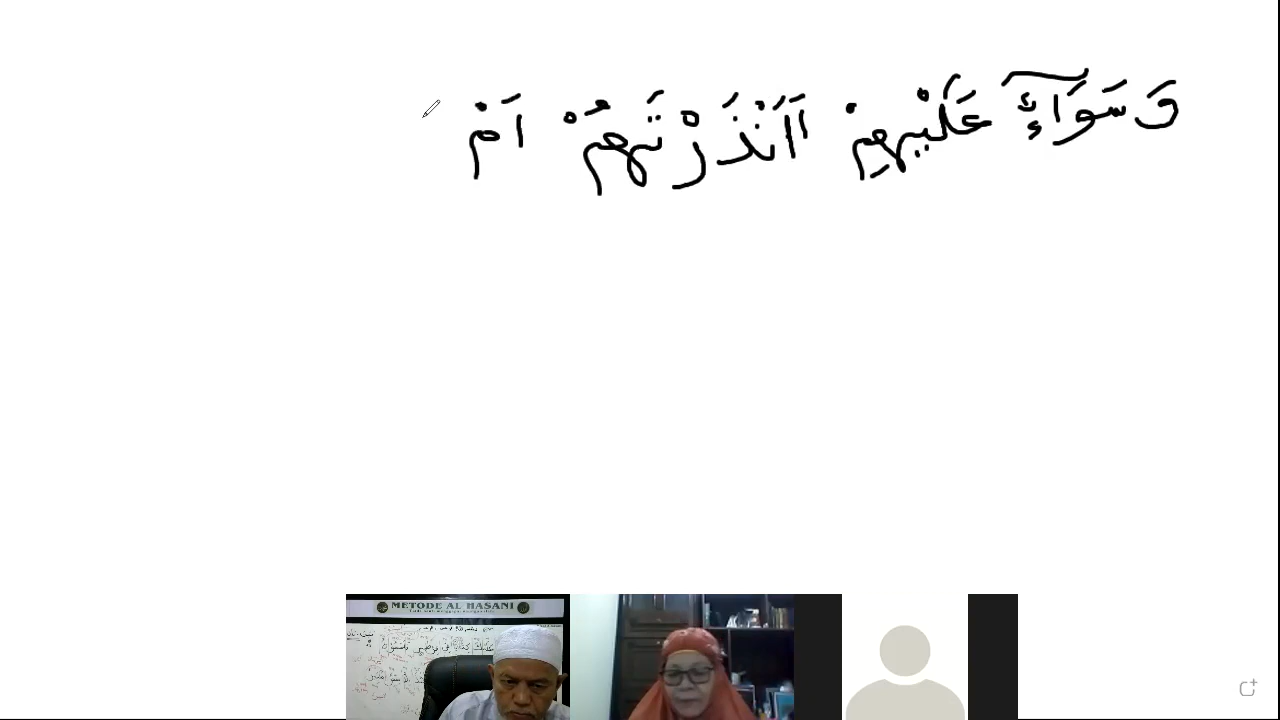 وَسَوَآءٌ عَلَيْهِمْ اَاَنْذَرْتَهُمْ اَمْ
METODE AL HASANI